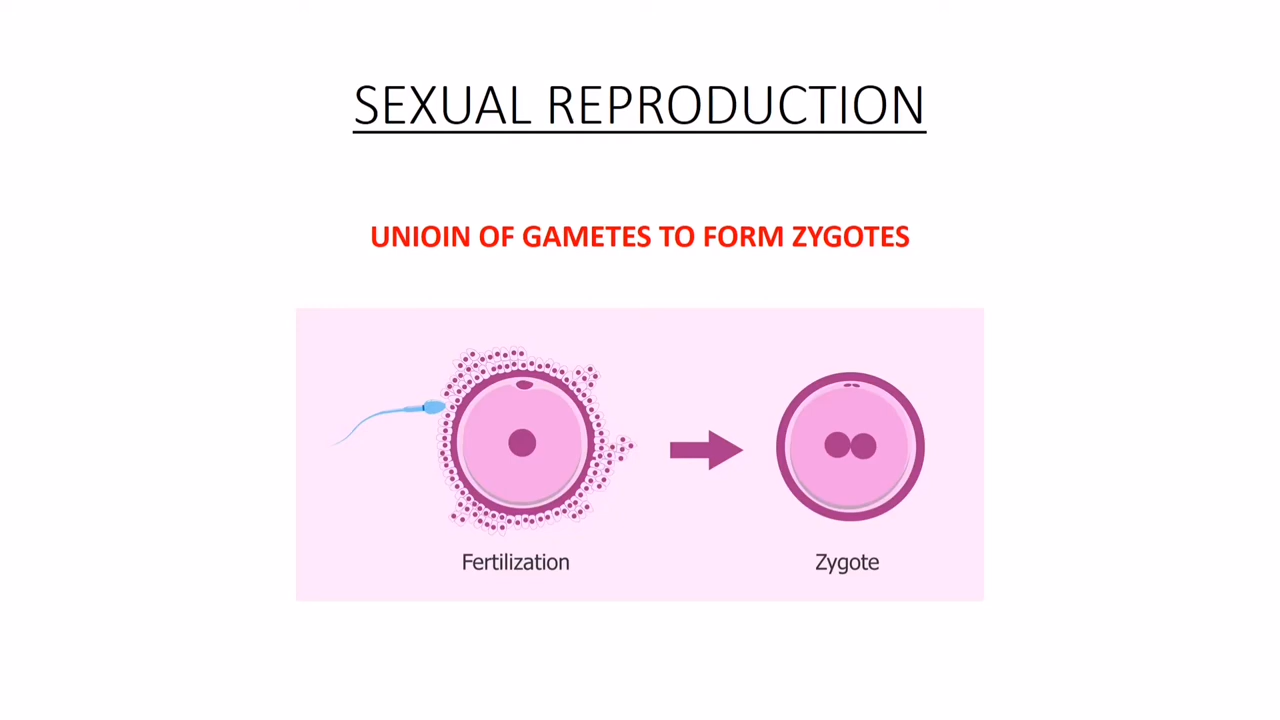 SEXUAL REPRODUCTION
UNIOIN OF GAMETES TO FORM ZYGOTES
Fertilization
Zygote